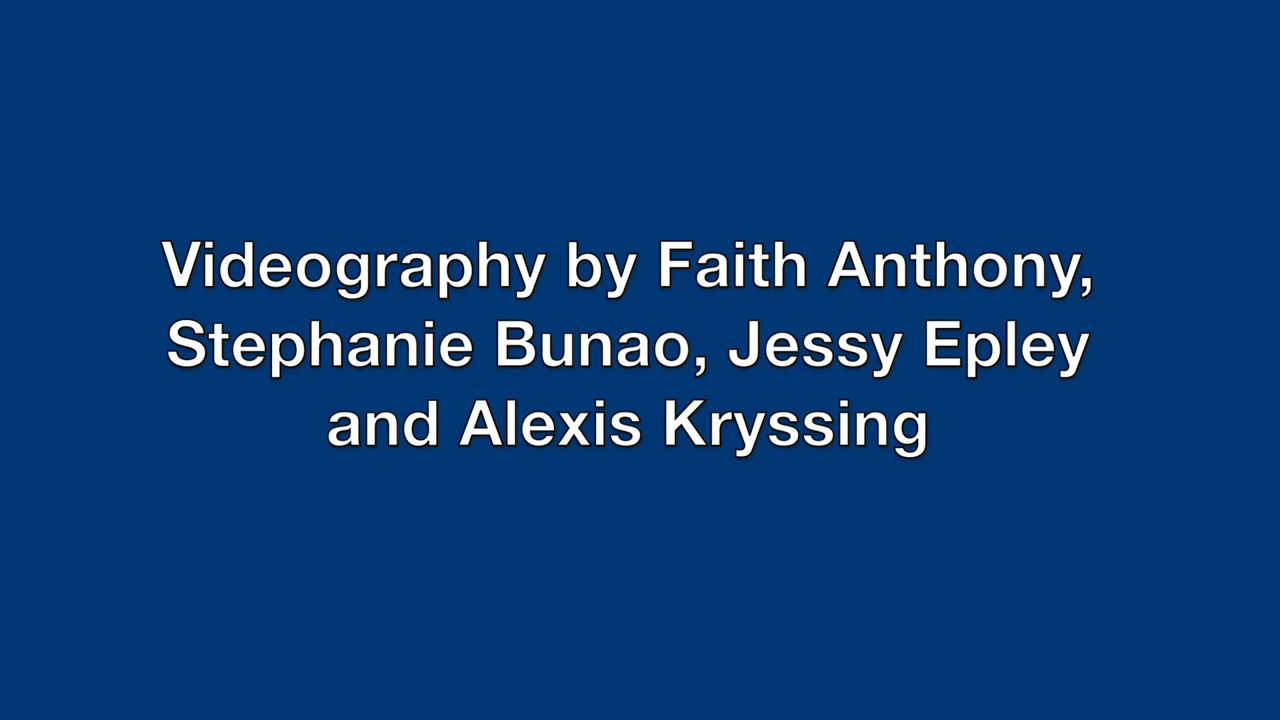 Videography by Faith Anthony,
Stephanie Bunao, Jessy Epley
and Alexis Kryssing